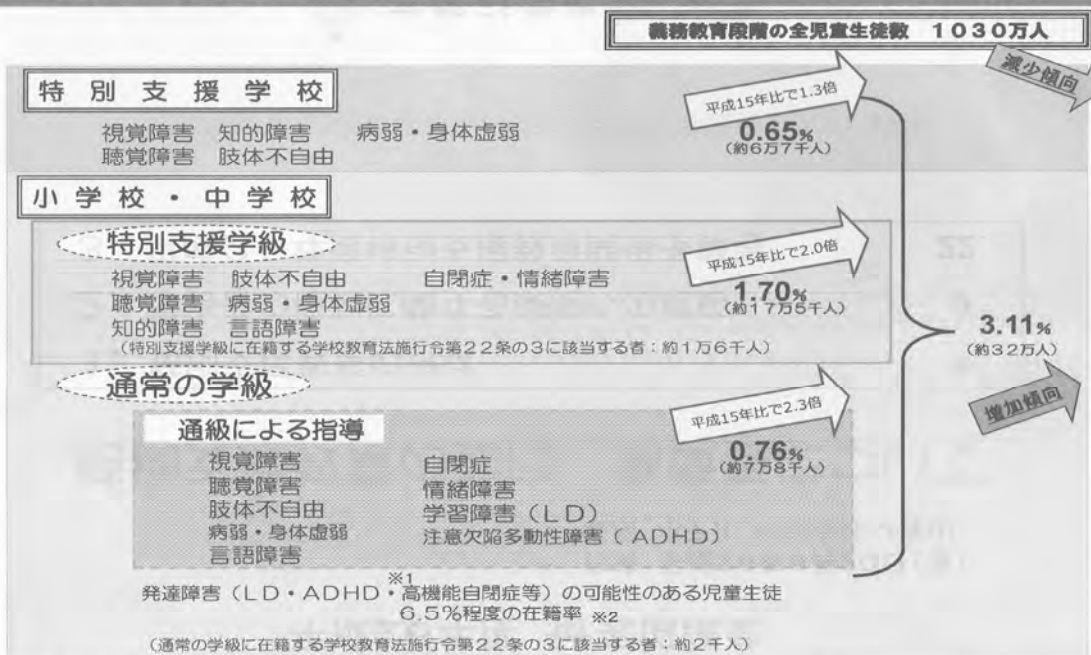 義務教育段階の全児童生徒数 1030万人
減少傾向
特別支援学校
平成15年比で1.3倍
視覚障害 知的障害 病弱・身体虚弱
聴覚障害 肢体不自由
0.65%
(約6万7千人)
小学校・中学校
特別支援学級
平成15年比で2.0倍
視覚障害 肢体不自由 自閉症・情緒障害
聴覚障害 病弱・身体虚弱
知的障害 言語障害
1.70%
(約17万5千人)
(特別支援学級に在籍する学校教育法施行令第22条の3に該当する者:約1万6千人)
3.11%
(約32万人)
増加傾向
通常の学級
平成15年比で2.3倍
通級による指導
0.76%
(約7万8千人)
視覚障害 自閉症
聴覚障害 情緒障害
肢体不自由 学習障害(LD)
病弱・身体虚弱 注意欠陥多動性障害(ADHD)
言語障害
発達障害(LD・ADHD・高機能自閉症等)の可能性のある児童生徒 ※1
6.5%程度の在籍率 ※2
(通常の学級に在籍する学校教育法施行令第22条の3に該当する者:約2千人)